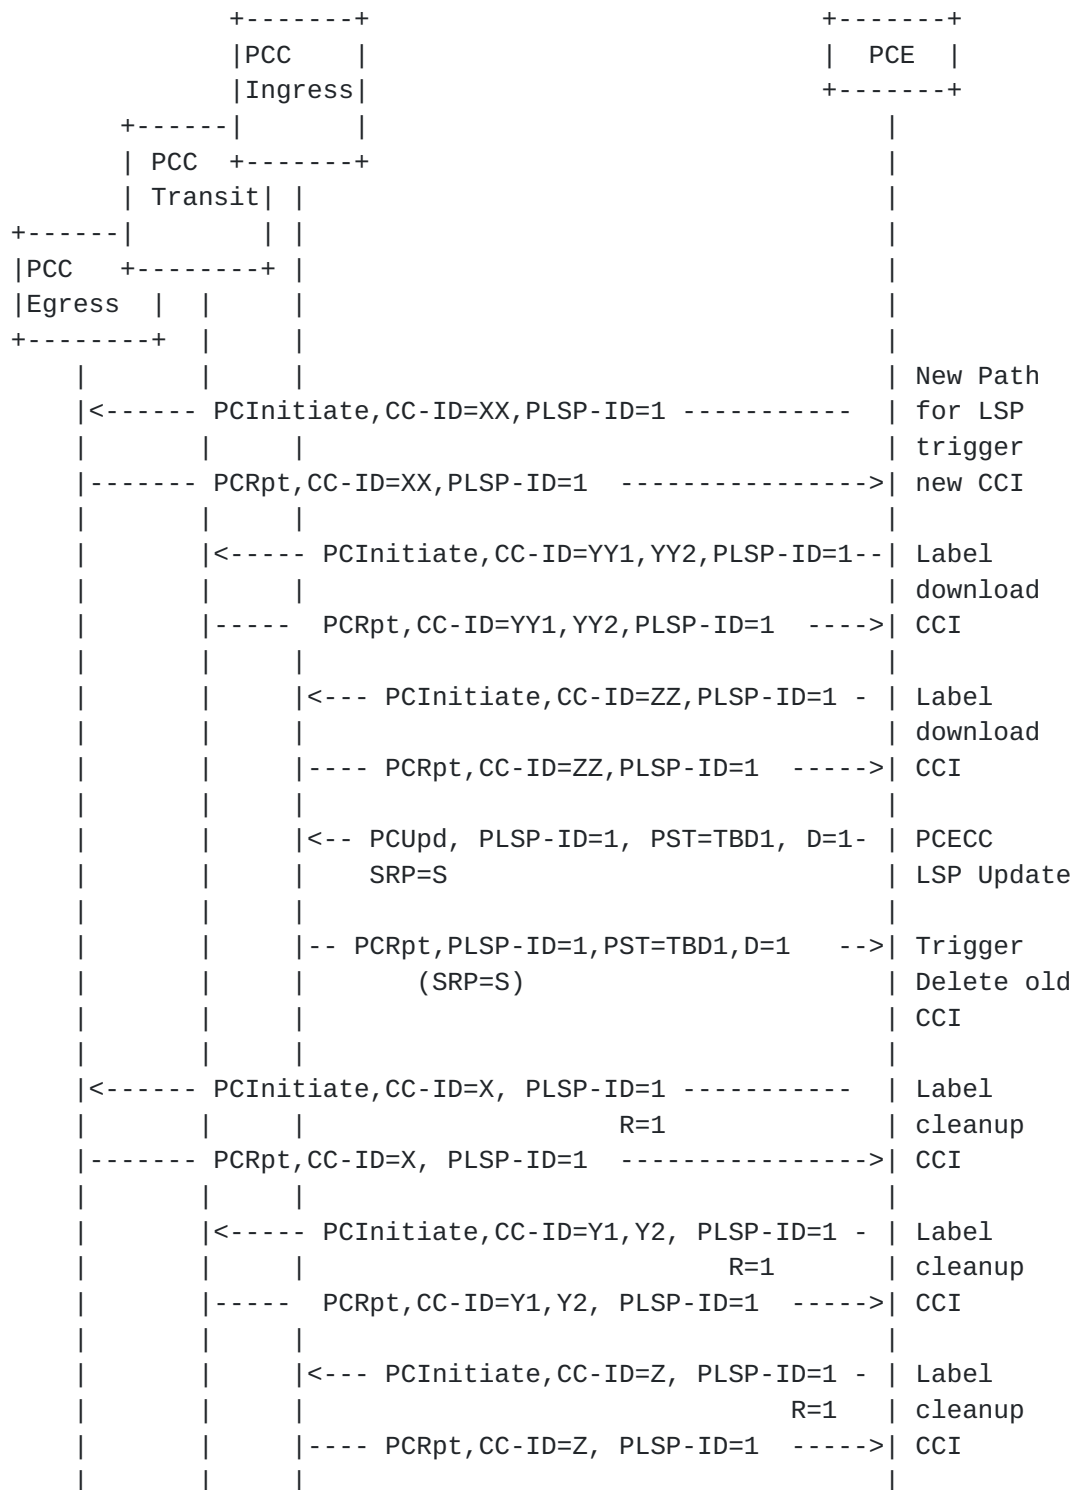 +-------+                             +-------+
              |PCC    |                             |  PCE  |
              |Ingress|                             +-------+
       +------|       |                                 |
       | PCC  +-------+                                 |
       | Transit| |                                     |
+------|        | |                                     |
|PCC   +--------+ |                                     |
|Egress  |  |     |                                     |
+--------+  |     |                                     |
    |       |     |                                     | New Path
    |<------ PCInitiate,CC-ID=XX,PLSP-ID=1 -----------  | for LSP
    |       |     |                                     | trigger
    |------- PCRpt,CC-ID=XX,PLSP-ID=1  ---------------->| new CCI
    |       |     |                                     |
    |       |<----- PCInitiate,CC-ID=YY1,YY2,PLSP-ID=1--| Label
    |       |     |                                     | download
    |       |-----  PCRpt,CC-ID=YY1,YY2,PLSP-ID=1  ---->| CCI
    |       |     |                                     |
    |       |     |<--- PCInitiate,CC-ID=ZZ,PLSP-ID=1 - | Label
    |       |     |                                     | download
    |       |     |---- PCRpt,CC-ID=ZZ,PLSP-ID=1  ----->| CCI
    |       |     |                                     |
    |       |     |<-- PCUpd, PLSP-ID=1, PST=TBD1, D=1- | PCECC
    |       |     |    SRP=S                            | LSP Update
    |       |     |                                     |
    |       |     |-- PCRpt,PLSP-ID=1,PST=TBD1,D=1   -->| Trigger
    |       |     |       (SRP=S)                       | Delete old
    |       |     |                                     | CCI
    |       |     |                                     |
    |<------ PCInitiate,CC-ID=X, PLSP-ID=1 -----------  | Label
    |       |     |                    R=1              | cleanup
    |------- PCRpt,CC-ID=X, PLSP-ID=1  ---------------->| CCI
    |       |     |                                     |
    |       |<----- PCInitiate,CC-ID=Y1,Y2, PLSP-ID=1 - | Label
    |       |     |                           R=1       | cleanup
    |       |-----  PCRpt,CC-ID=Y1,Y2, PLSP-ID=1  ----->| CCI
    |       |     |                                     |
    |       |     |<--- PCInitiate,CC-ID=Z, PLSP-ID=1 - | Label
    |       |     |                               R=1   | cleanup
    |       |     |---- PCRpt,CC-ID=Z, PLSP-ID=1  ----->| CCI
    |       |     |                                     |